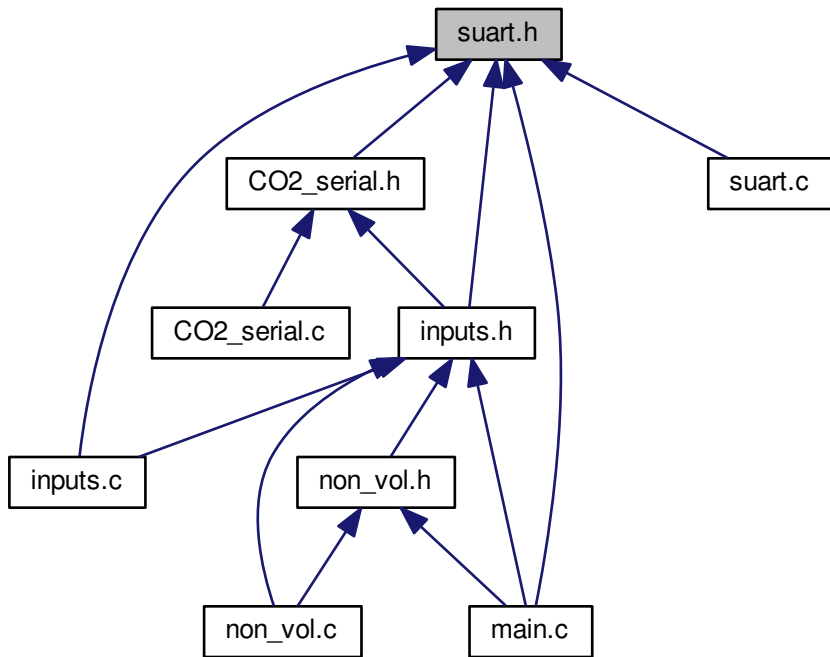 suart.h
CO2_serial.h
suart.c
CO2_serial.c
inputs.h
inputs.c
non_vol.h
non_vol.c
main.c